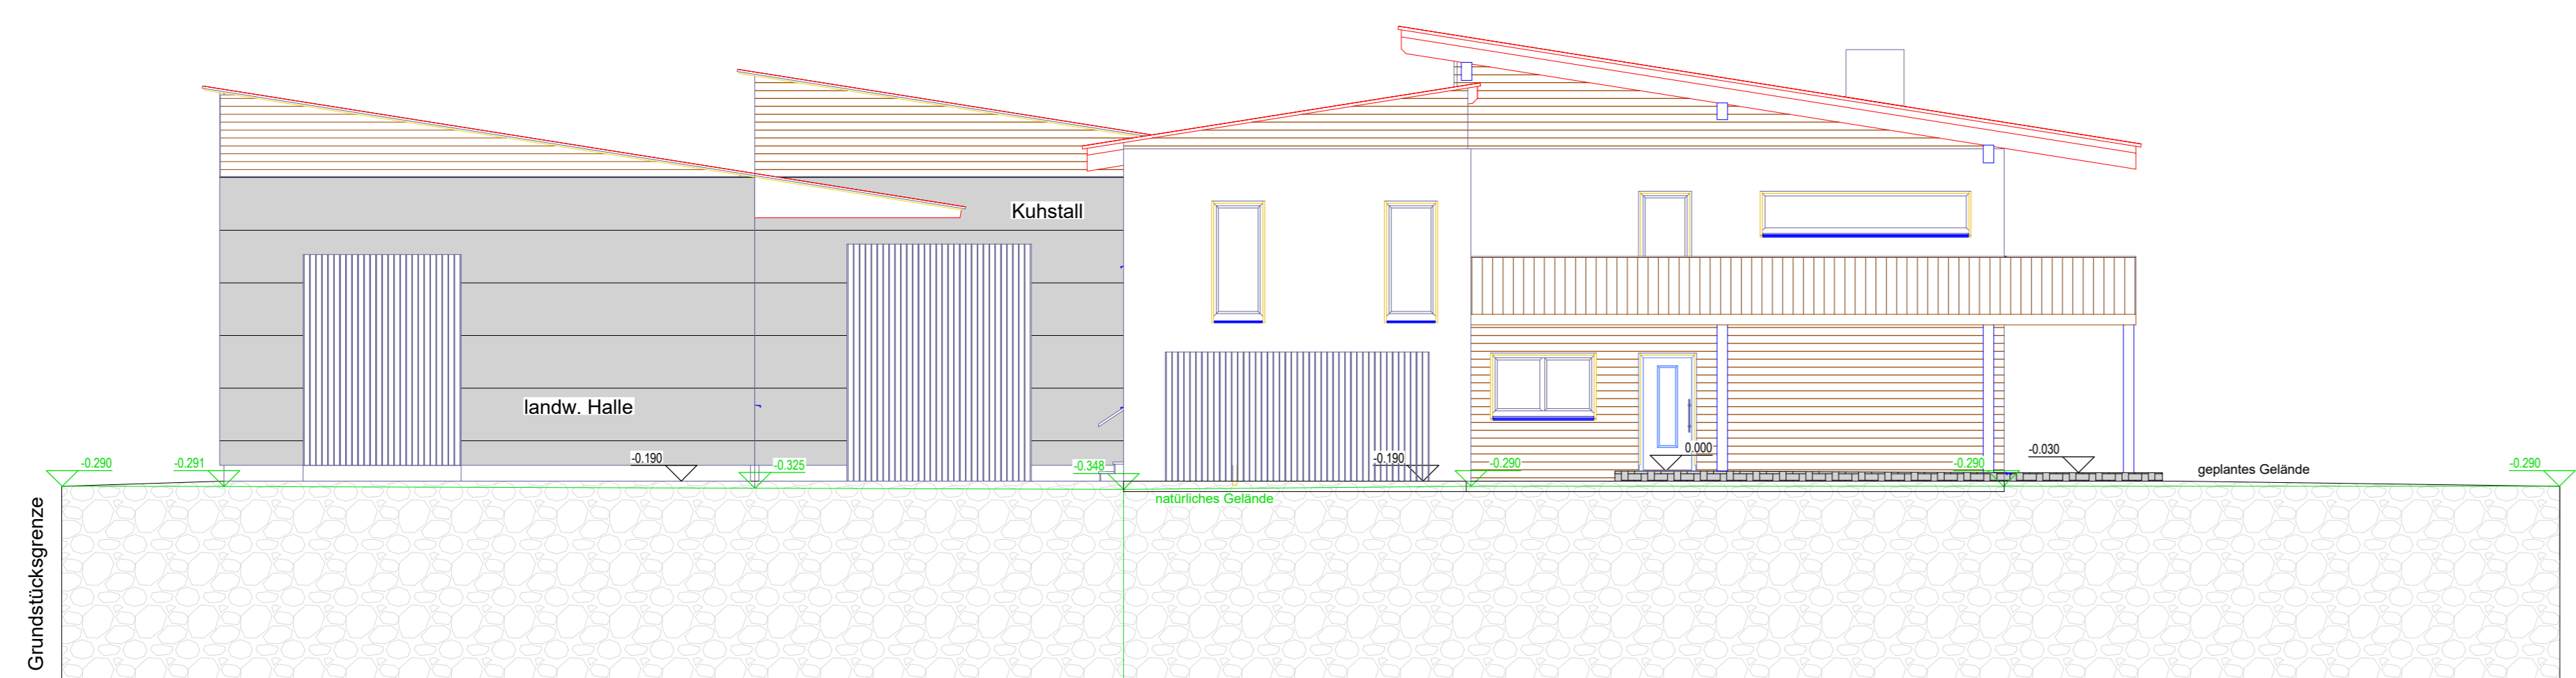 Kuhstall
landw. Halle
-0.290
-0.291
-0.190
-0.325
-0.348
-0.190
-0.290
0.000
-0.290
-0.030
geplantes Gelände
-0.290
natürliches Gelände
Grundstücksgrenze